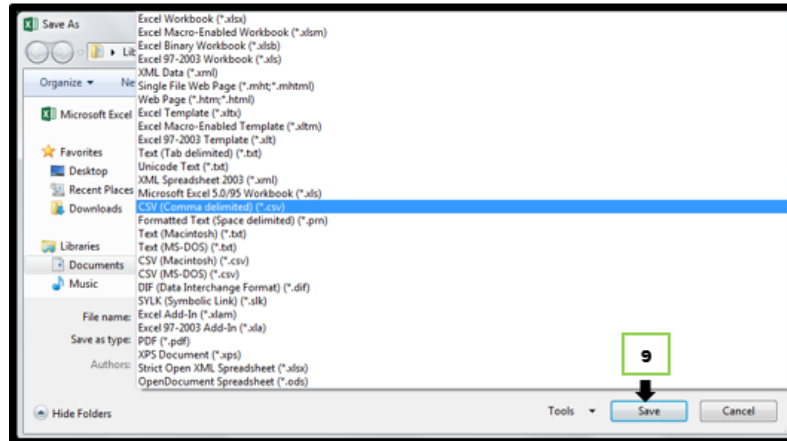 Save As
Lib
Organize
Ne
Microsoft Excel
Favorites
Desktop
Recent Places
Downloads
Libraries
Documents
Music
File name:
Save as type:
Authors:
Excel Workbook (*.xlsx)
Excel Macro-Enabled Workbook (*.xlsm)
Excel Binary Workbook (*.xlsb)
Excel 97-2003 Workbook (*.xls)
XML Data (*.xml)
Single File Web Page (*.mht;*.mhtml)
Web Page (*.htm;*.html)
Excel Template (*.xltx)
Excel Macro-Enabled Template (*.xltm)
Excel 97-2003 Template (*.xlt)
Text (Tab delimited) (*.txt)
Unicode Text (*.txt)
XML Spreadsheet 2003 (*.xml)
Microsoft Excel 5.0/95 Workbook (*.xls)
CSV (Comma delimited) (*.csv)
Formatted Text (Space delimited) (*.prn)
Text (Macintosh) (*.txt)
Text (MS-DOS) (*.txt)
CSV (Macintosh) (*.csv)
CSV (MS-DOS) (*.csv)
DIF (Data Interchange Format) (*.dif)
SYLK (Symbolic Link) (*.slk)
Excel Add-In (*.xlam)
Excel 97-2003 Add-In (*.xla)
PDF (*.pdf)
XPS Document (*.xps)
Strict Open XML Spreadsheet (*.xlsx)
OpenDocument Spreadsheet (*.ods)
9
Hide Folders
Tools
Save
Cancel